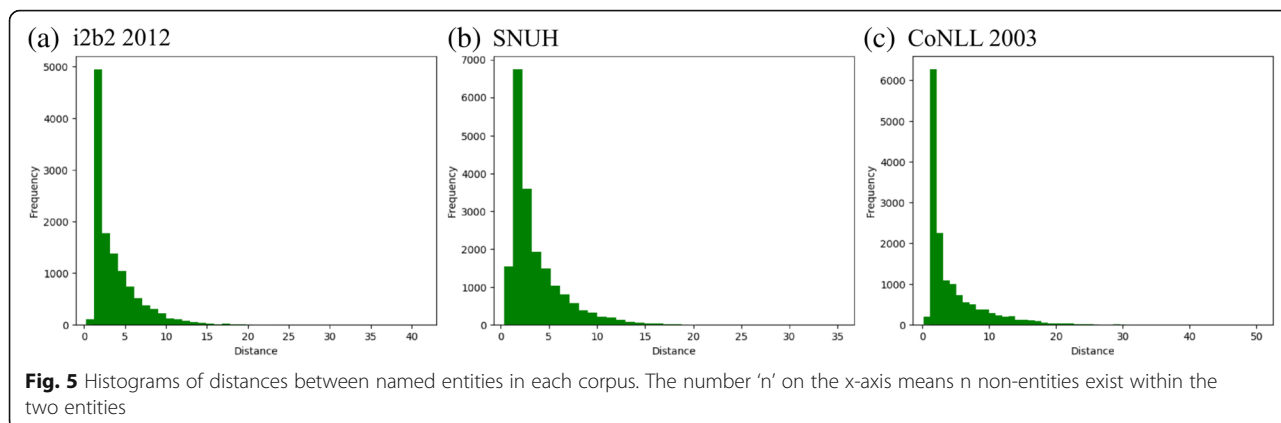 (a) i2b2 2012
(b) SNUH
(c) CoNLL 2003
5000
4000
3000
2000
1000
0
Frequency
0 5 10 15 20 25 30 35 40
Distance
7000
6000
5000
4000
3000
2000
1000
0
Frequency
0 5 10 15 20 25 30 35
Distance
6000
5000
4000
3000
2000
1000
0
Frequency
0 10 20 30 40 50
Distance
Fig. 5 Histograms of distances between named entities in each corpus. The number ‘n’ on the x-axis means n non-entities exist within the
two entities